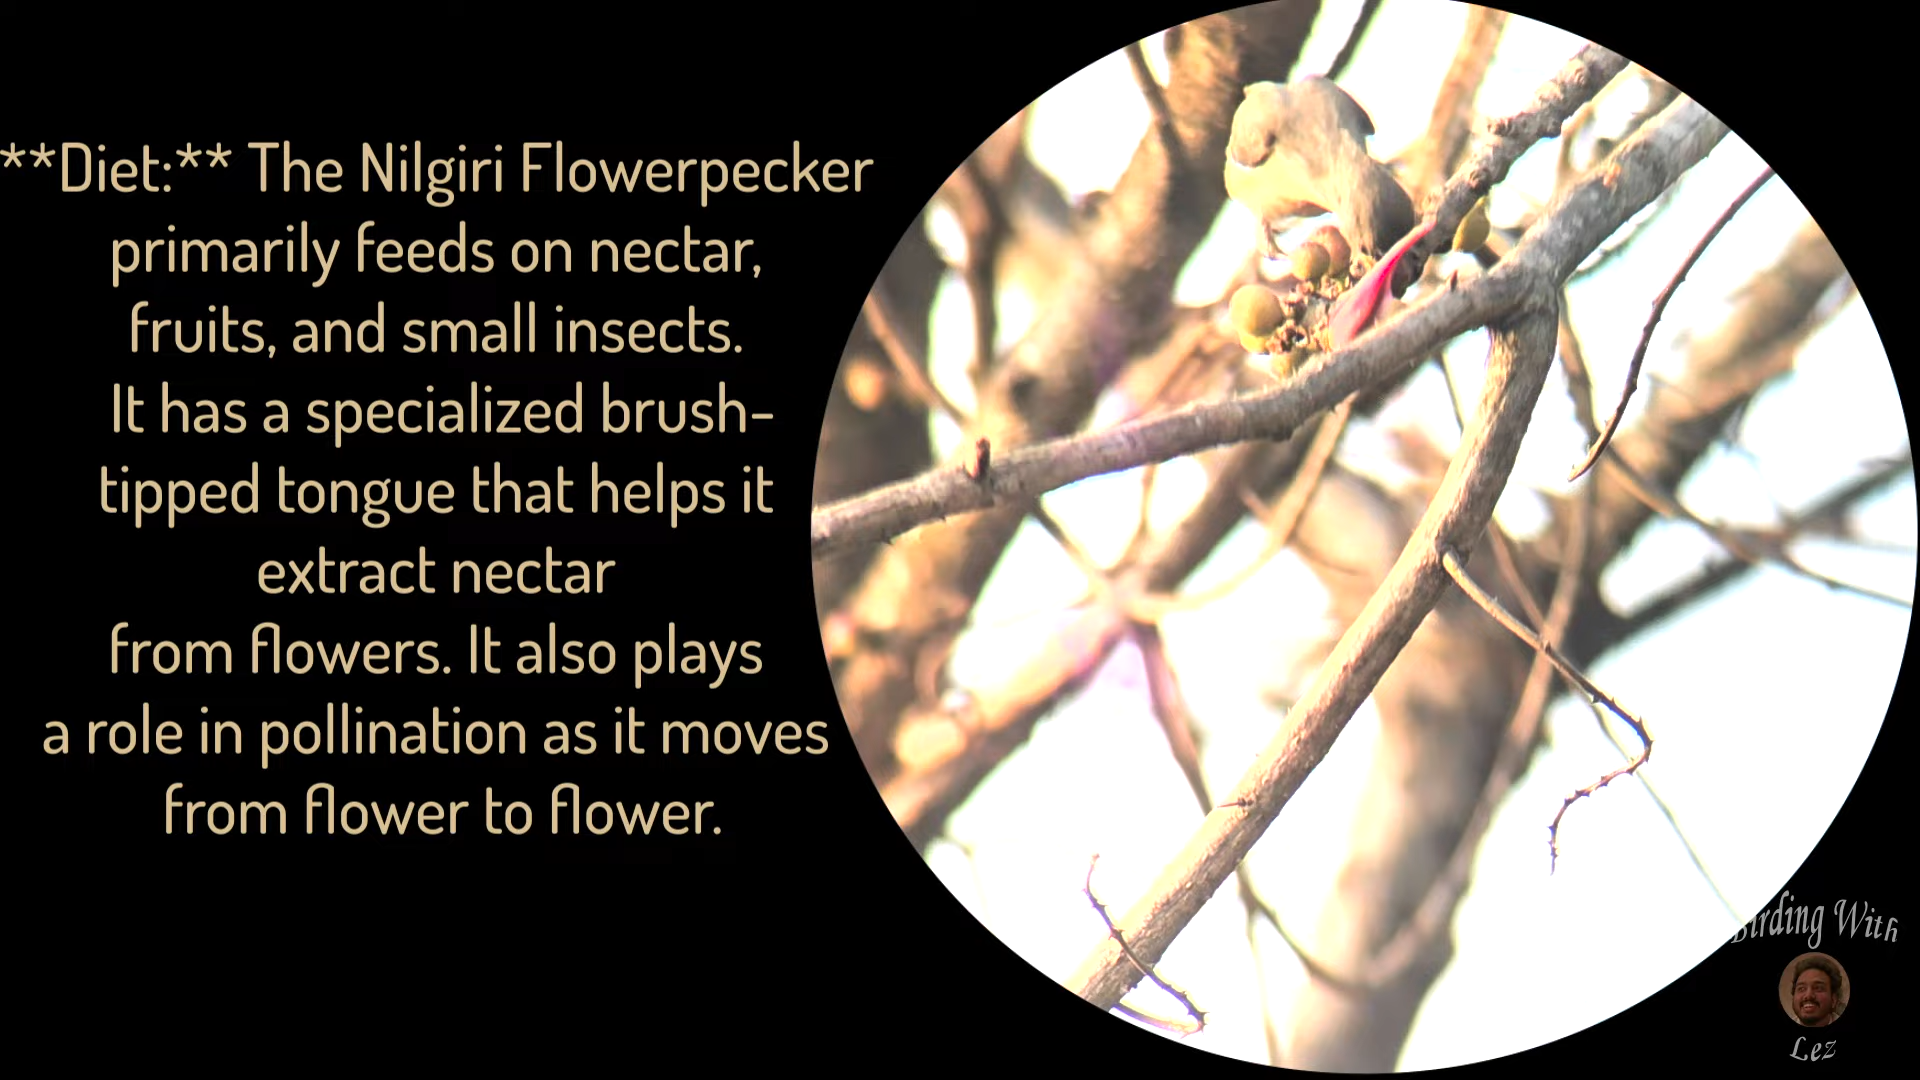 **Diet:** The Nilgiri Flowerpecker
primarily feeds on nectar,
fruits, and small insects.
It has a specialized brush-
tipped tongue that helps it
extract nectar
from flowers. It also plays
a role in pollination as it moves
from flower to flower.
Birding With
Lez